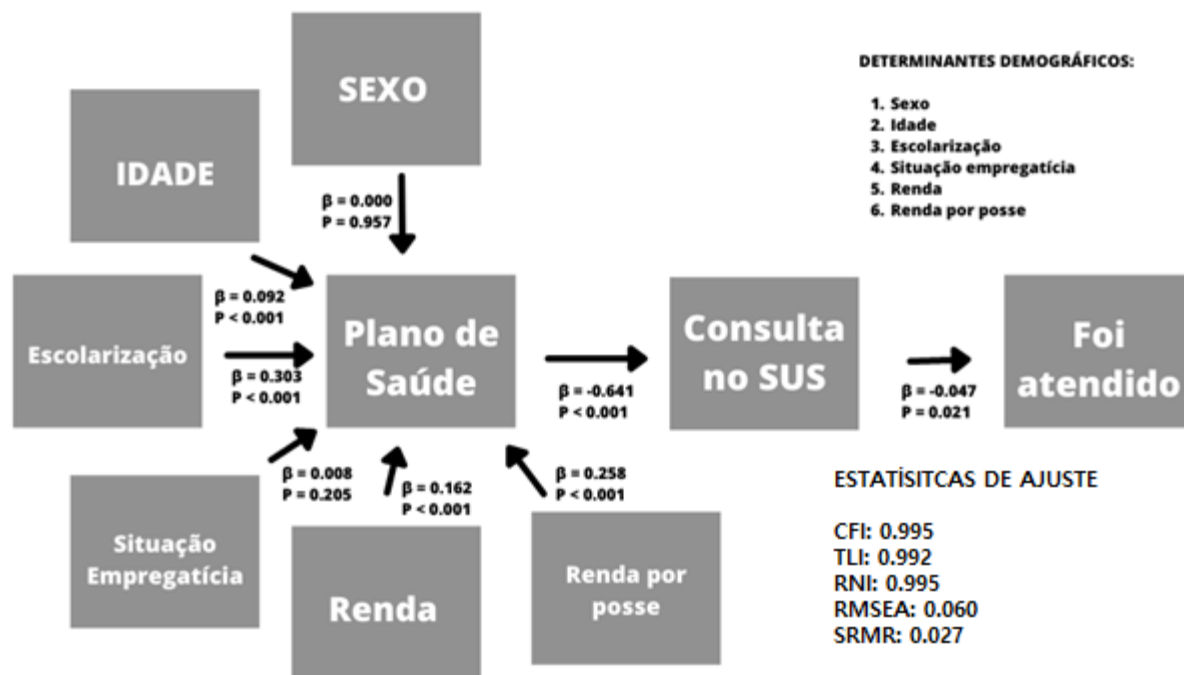 SEXO
DETERMINANTES DEMOGRÁFICOS:
1. Sexo
2. Idade
3. Escolarização
4. Situação empregatícia
5. Renda
6. Renda por posse
IDADE
β = 0.000
P = 0.957
β = 0.092
P < 0.001
Escolarização
β = 0.303
P < 0.001
Plano de
Saúde
β = -0.641
P < 0.001
Consulta
no SUS
β = -0.047
P = 0.021
Foi
atendido
β = 0.008
P = 0.205
β = 0.162
P < 0.001
β = 0.258
P < 0.001
Situação
Empregatícia
Renda
Renda por
posse
ESTATÍSITCAS DE AJUSTE
CFI: 0.995
TLI: 0.992
RNI: 0.995
RMSEA: 0.060
SRMR: 0.027